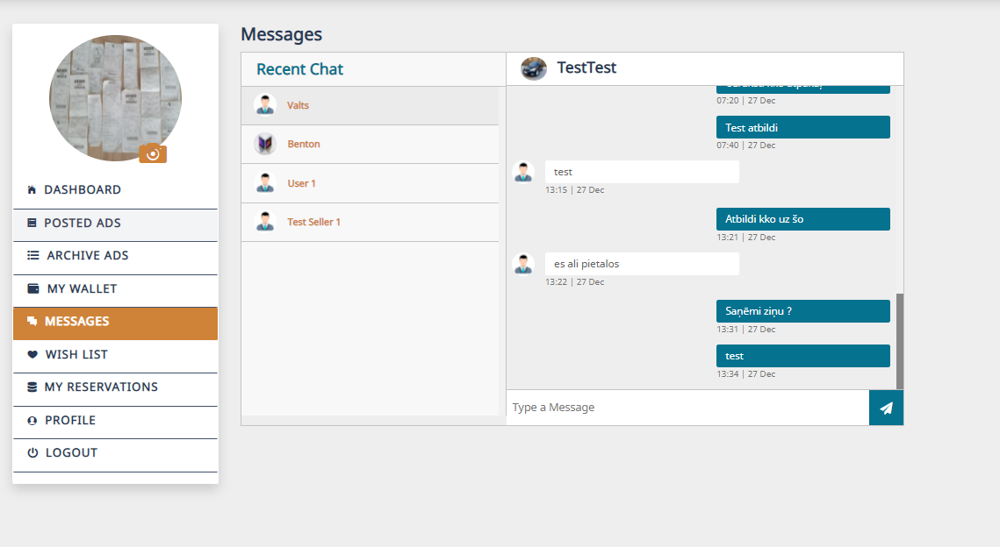 Messages
DASHBOARD
POSTED ADS
ARCHIVE ADS
MY WALLET
MESSAGES
WISH LIST
MY RESERVATIONS
PROFILE
LOGOUT
Recent Chat
Valts
Benton
User 1
Test Seller 1
TestTest
07:20 | 27 Dec
Test atbildi
07:40 | 27 Dec
test
13:15 | 27 Dec
Atbildi kko uz šo
13:21 | 27 Dec
es ali pietalos
13:22 | 27 Dec
Saņēmi ziņu ?
13:31 | 27 Dec
test
13:34 | 27 Dec
Type a Message